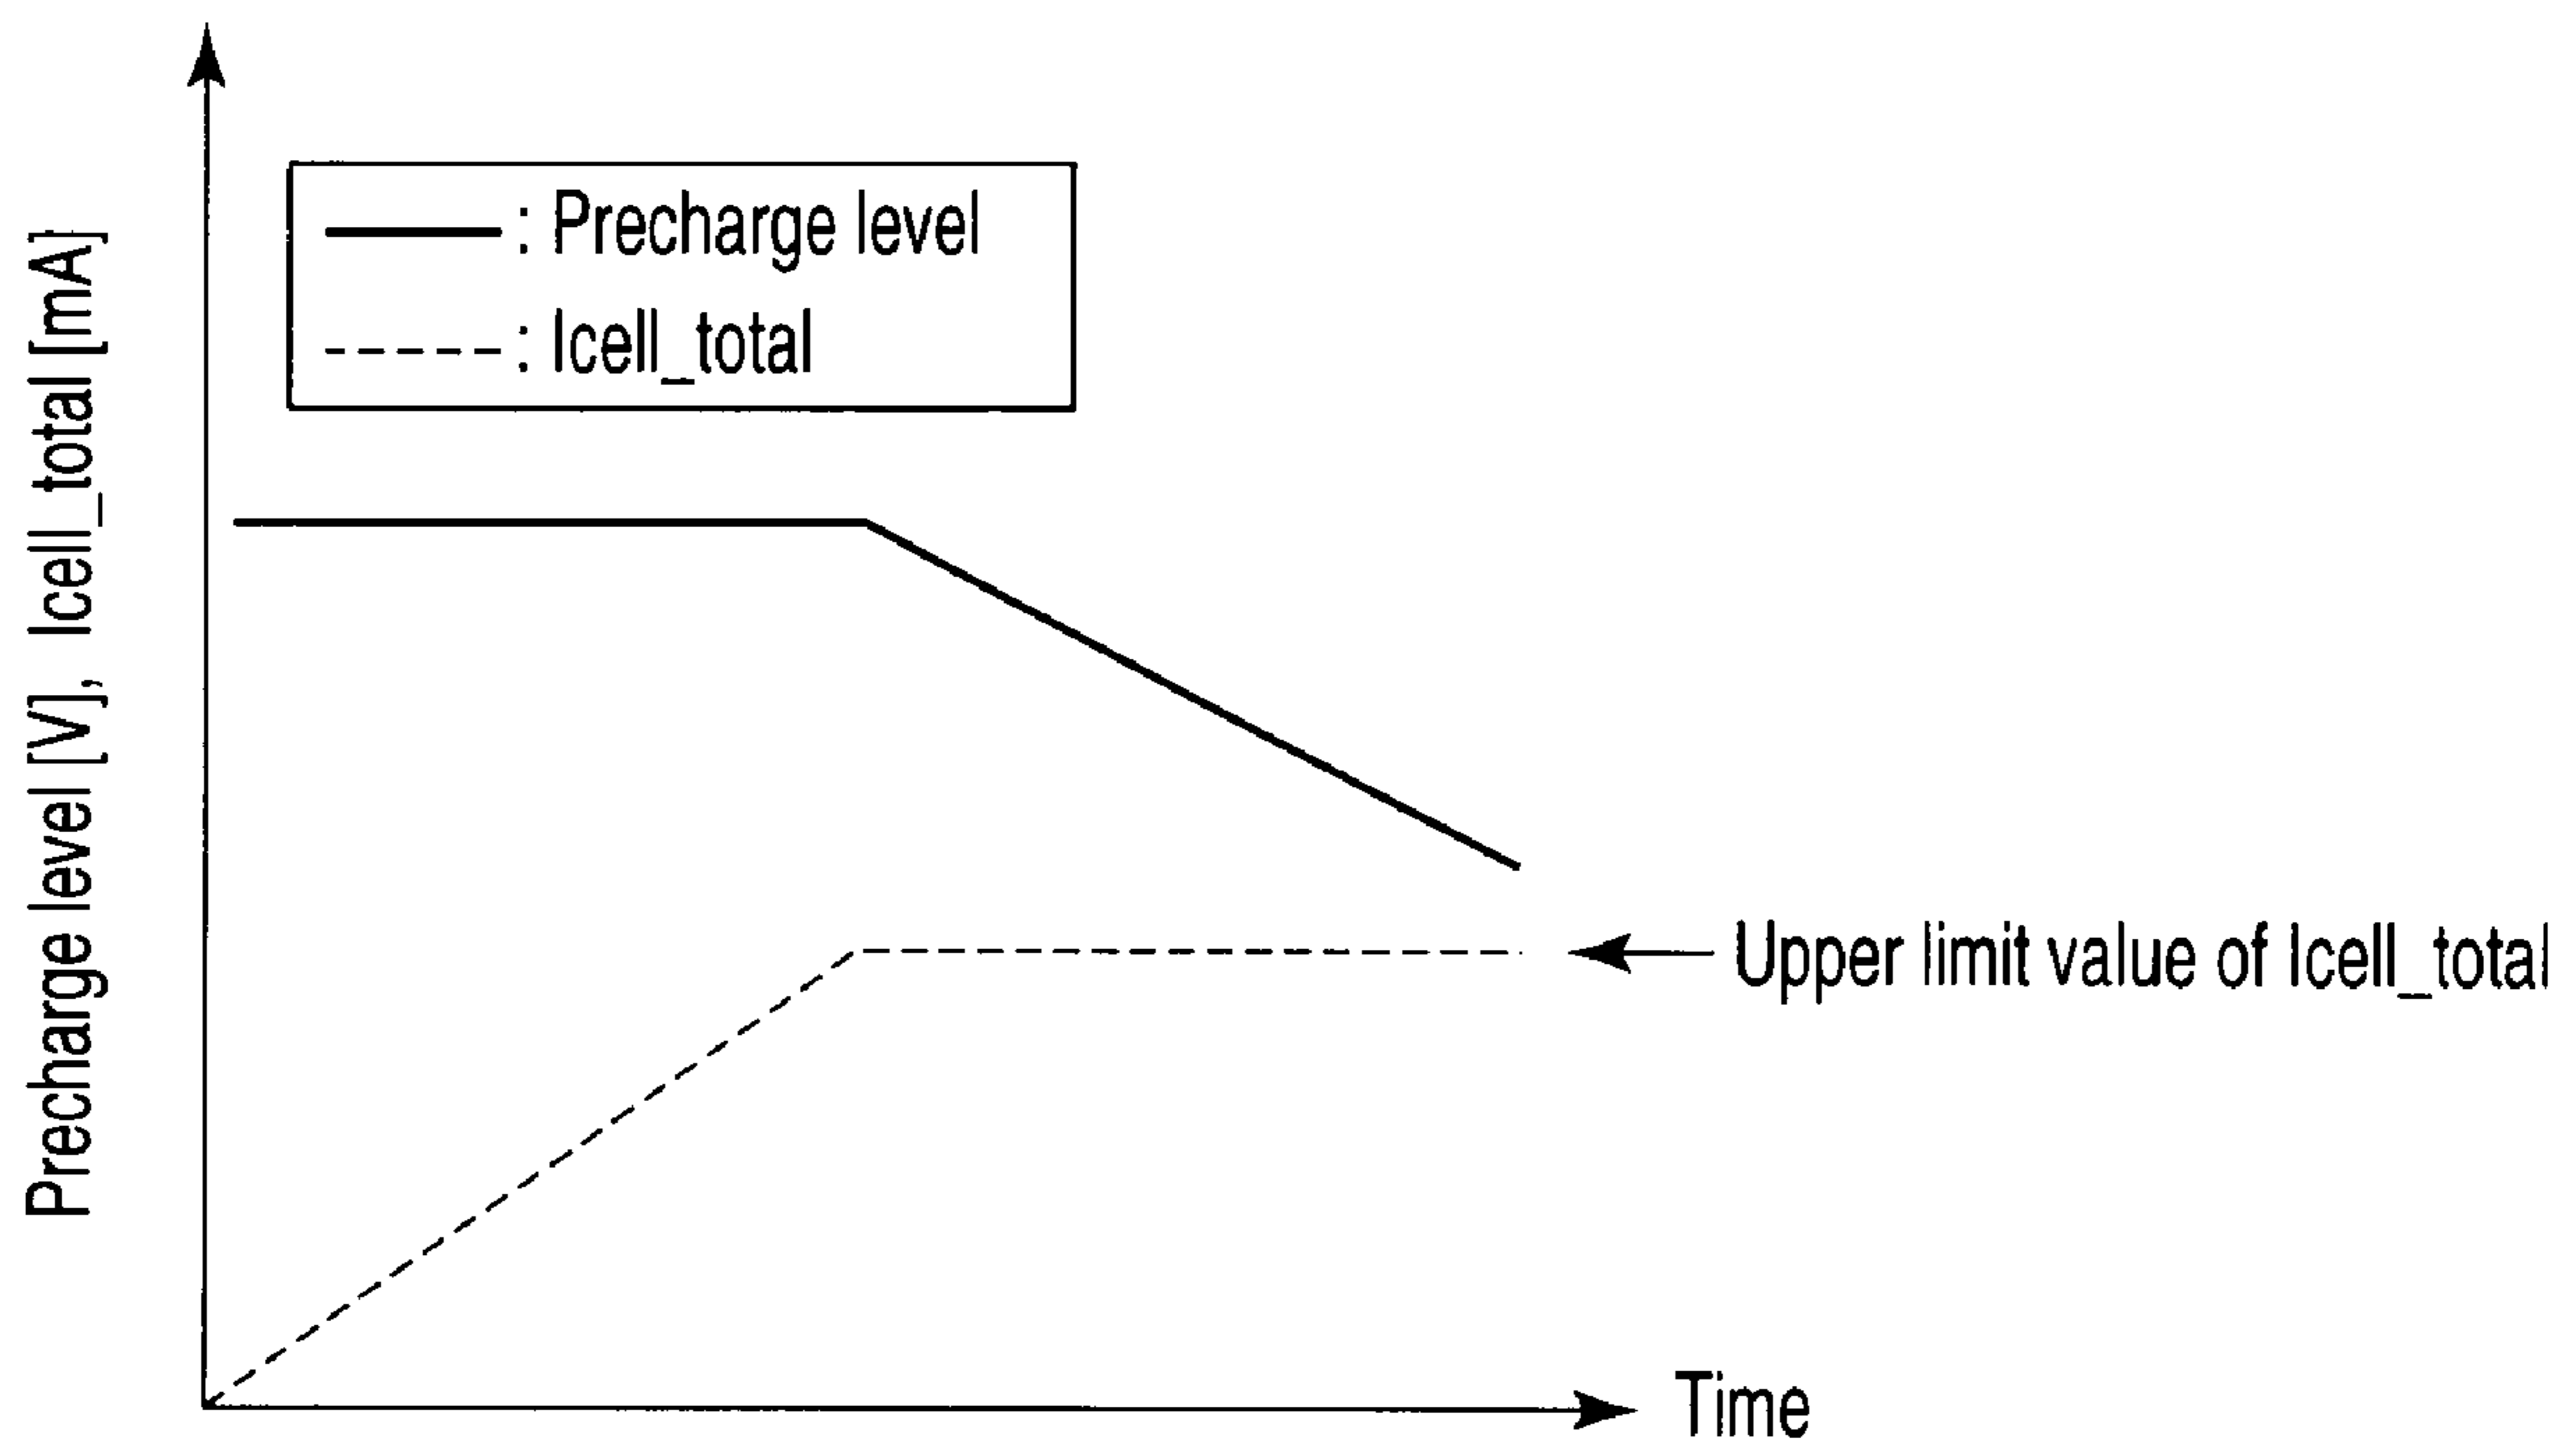 Precharge level [V], Icell_total [mA]
: Precharge level
: Icell_total
Upper limit value of Icell_total
Time